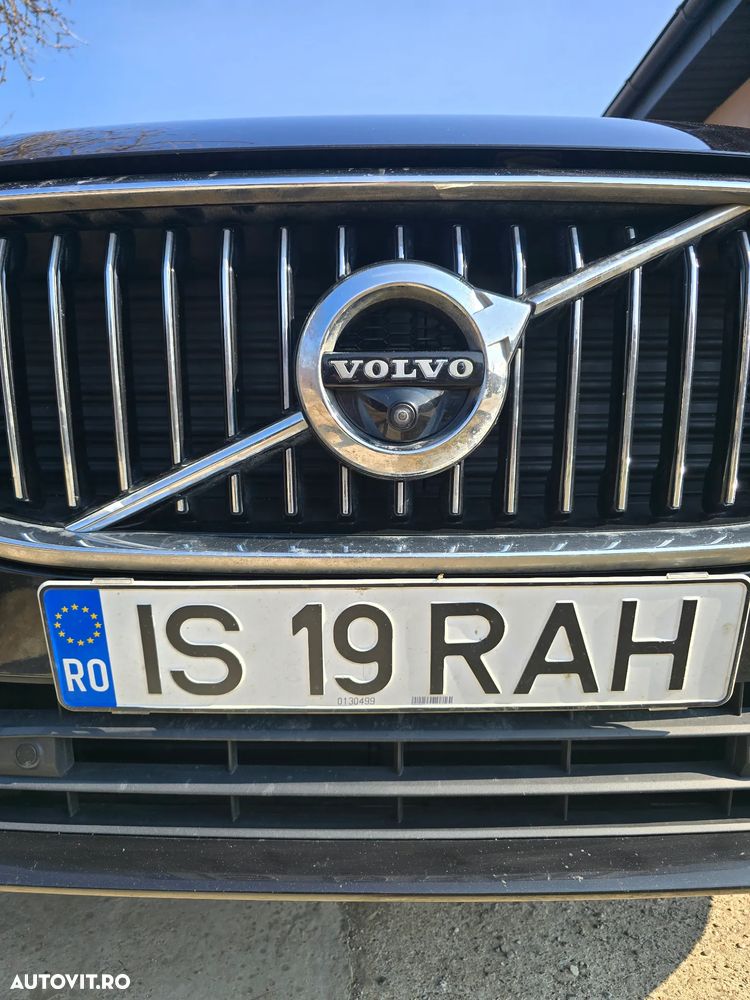 VOLVO
RO IS 19 RAH
0130499
AUTOVIT.RO